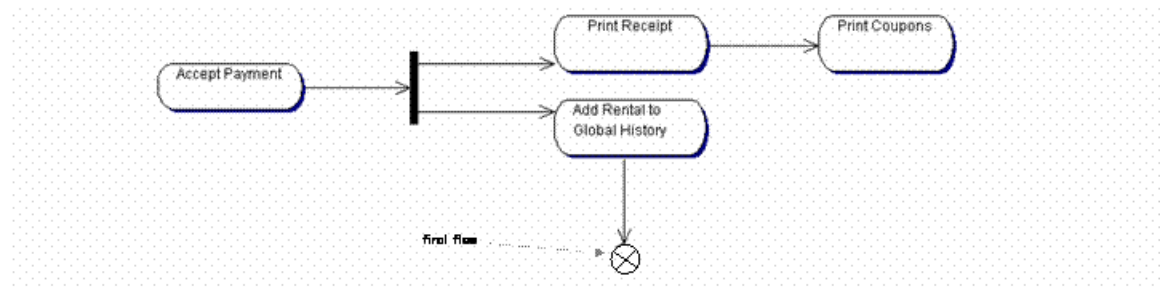 Print Receipt
Print Coupons
Accept Payment
Add Rental to
Global History
final flow